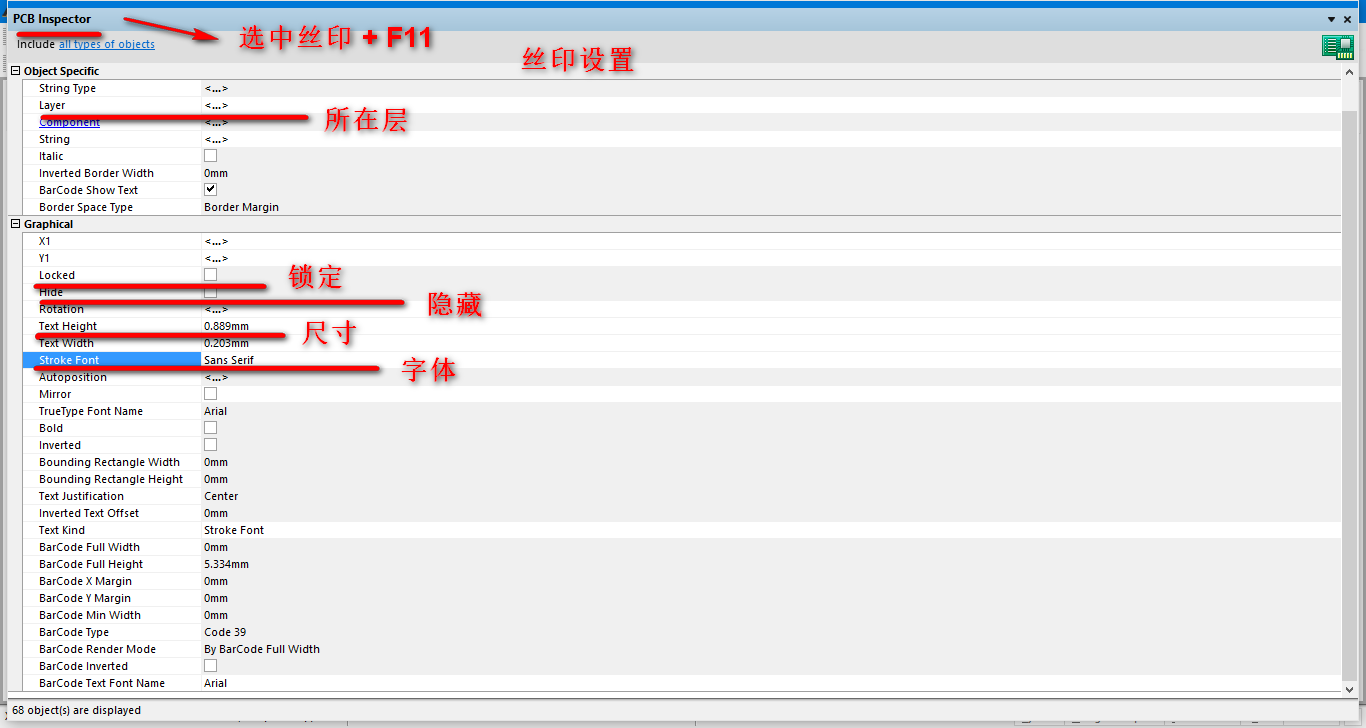 PCB Inspector
选中丝印 + F11
Include all types of objects
丝印设置
Object Specific
String Type <...>
Layer <...>
所在层
Component <...>
String <...>
Italic
Inverted Border Width 0mm
BarCode Show Text
Border Space Type Border Margin
Graphical
X1 <...>
Y1 <...>
Locked
锁定
Hide
隐藏
Rotation <...>
Text Height 0.889mm
尺寸
Text Width 0.203mm
Stroke Font Sans Serif
字体
Autoposition <...>
Mirror
TrueType Font Name Arial
Bold
Inverted
Bounding Rectangle Width 0mm
Bounding Rectangle Height 0mm
Text Justification Center
Inverted Text Offset 0mm
Text Kind Stroke Font
BarCode Full Width 0mm
BarCode Full Height 5.334mm
BarCode X Margin 0mm
BarCode Y Margin 0mm
BarCode Min Width 0mm
BarCode Type Code 39
BarCode Render Mode By BarCode Full Width
BarCode Inverted
BarCode Text Font Name Arial
68 object(s) are displayed